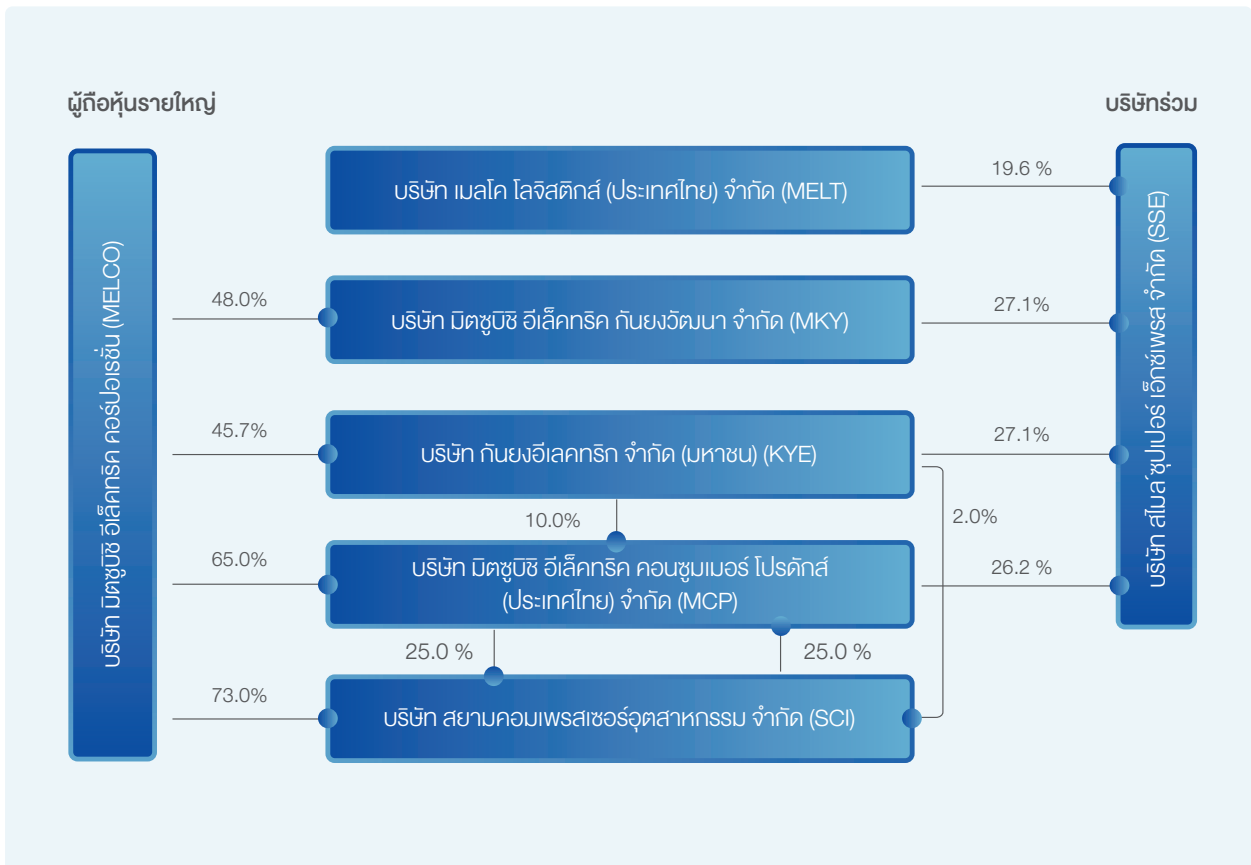 ผู้ถือหุ้นรายใหญ่
บริษัทร่วม
บริษัท มิตซูบิชิ อีเล็คทริค คอร์ปอเรชั่น (MELCO)
บริษัท เมลโค โลจิสติกส์ (ประเทศไทย) จำกัด (MELT)
19.6 %
บริษัท สไมล์ ซุปเปอร์ เอ็กซ์เพรส จำกัด (SSE)
48.0%
บริษัท มิตซูบิชิ อีเล็คทริค กันยงวัฒนา จำกัด (MKY)
27.1%
45.7%
บริษัท กันยงอีเลคทริก จำกัด (มหาชน) (KYE)
27.1%
10.0%
2.0%
65.0%
บริษัท มิตซูบิชิ อีเล็คทริค คอนซูมเมอร์ โปรดักส์
(ประเทศไทย) จำกัด (MCP)
26.2 %
25.0 %
25.0 %
73.0%
บริษัท สยามคอมเพรสเซอร์อุตสาหกรรม จำกัด (SCI)